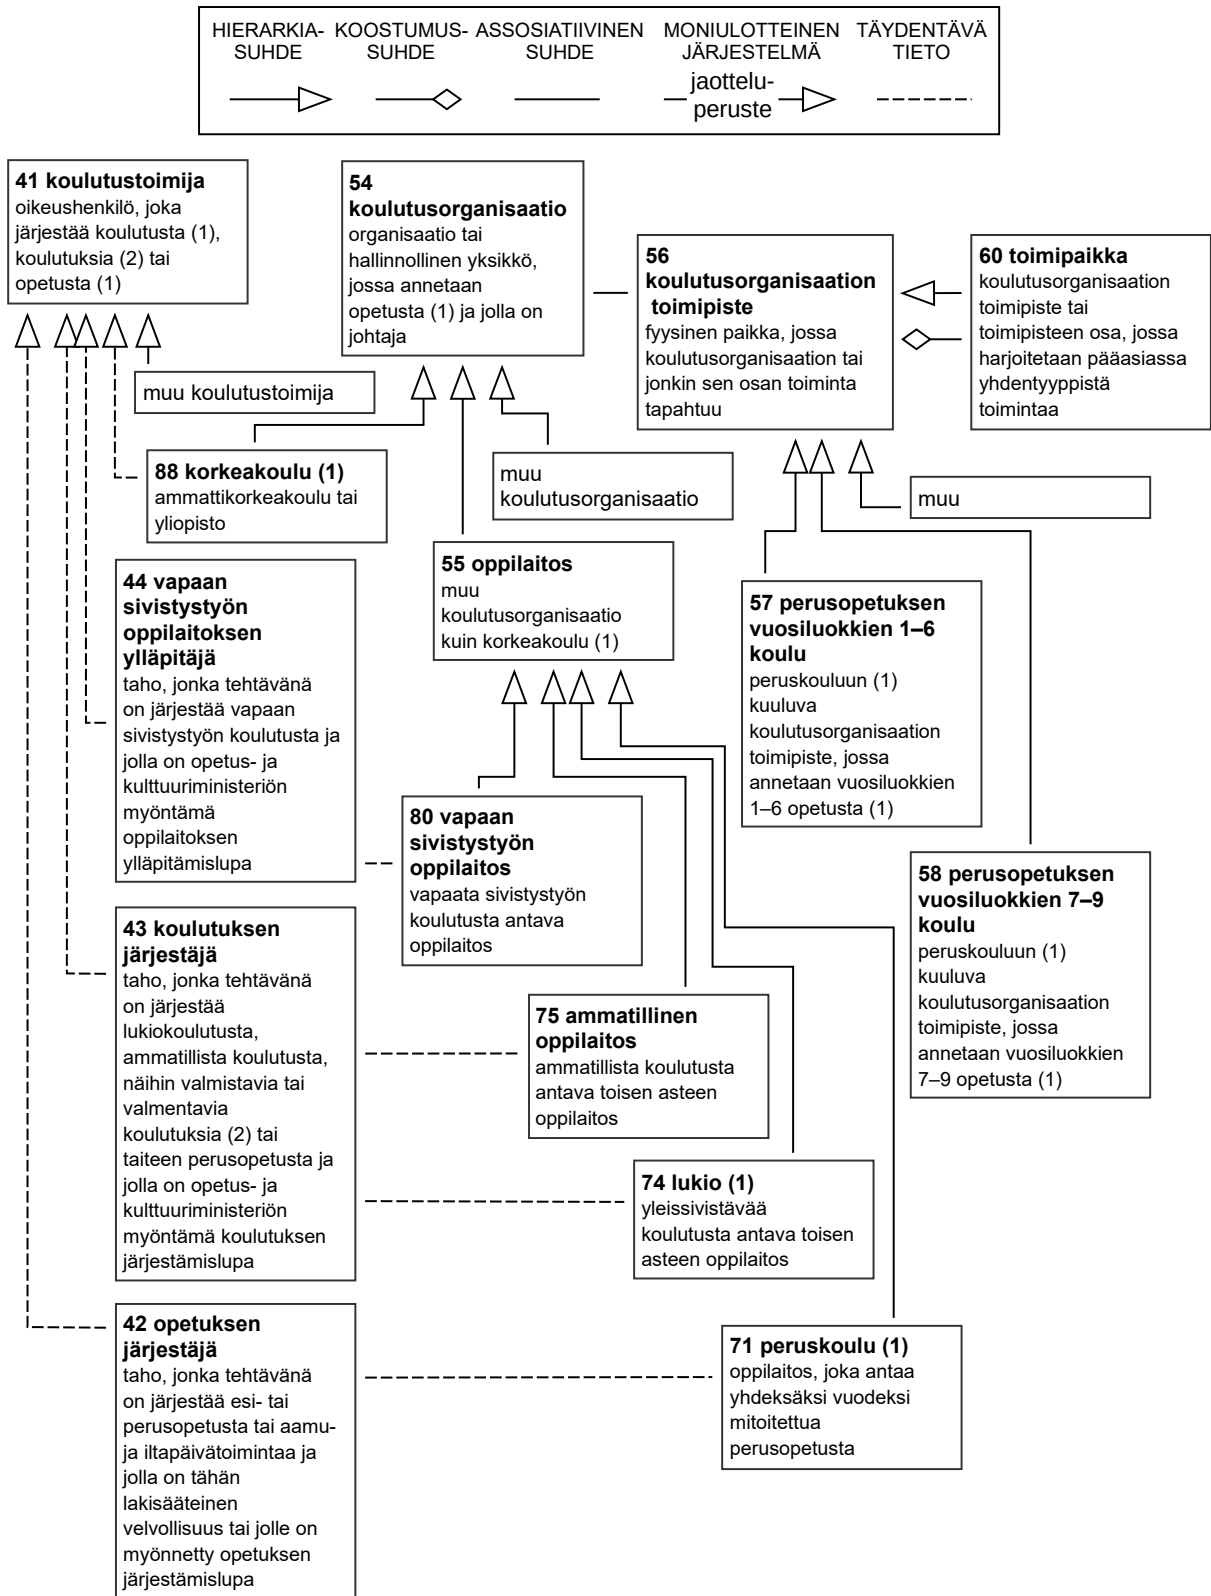 HIERARKIA-
SUHDE
KOOSTUMUS-
SUHDE
ASSOSIATIIVINEN
SUHDE
MONIULOTTEINEN
JÄRJESTELMÄ
TÄYDENTÄVÄ
TIETO
jaottelu-
peruste
41 koulutustoimija
oikeushenkilö, joka
järjestää koulutusta (1),
koulutuksia (2) tai
opetusta (1)
54
koulutusorganisaatio
organisaatio tai
hallinnollinen yksikkö,
jossa annetaan
opetusta (1) ja jolla on
johtaja
56
koulutusorganisaation
toimipiste
fyysinen paikka, jossa
koulutusorganisaation tai
jonkin sen osan toiminta
tapahtuu
60 toimipaikka
koulutusorganisaation
toimipiste tai
toimipisteen osa, jossa
harjoitetaan pääasiassa
yhdentyyppistä
toimintaa
muu koulutustoimija
88 korkeakoulu (1)
ammattikorkeakoulu tai
yliopisto
muu
koulutusorganisaatio
muu
44 vapaan
sivistystyön
oppilaitoksen
ylläpitäjä
taho, jonka tehtävänä
on järjestää vapaan
sivistystyön koulutusta ja
jolla on opetus- ja
kulttuuriministeriön
myöntämä
oppilaitoksen
ylläpitämislupa
55 oppilaitos
muu
koulutusorganisaatio
kuin korkeakoulu (1)
57 perusopetuksen
vuosiluokkien 1–6
koulu
peruskouluun (1)
kuuluva
koulutusorganisaation
toimipiste, jossa
annetaan vuosiluokkien
1–6 opetusta (1)
80 vapaan
sivistystyön
oppilaitos
vapaata sivistystyön
koulutusta antava
oppilaitos
58 perusopetuksen
vuosiluokkien 7–9
koulu
peruskouluun (1)
kuuluva
koulutusorganisaation
toimipiste, jossa
annetaan vuosiluokkien
7–9 opetusta (1)
43 koulutuksen
järjestäjä
taho, jonka tehtävänä
on järjestää
lukiokoulutusta,
ammatillista koulutusta,
näihin valmistavia tai
valmentavia
koulutuksia (2) tai
taiteen perusopetusta ja
jolla on opetus- ja
kulttuuriministeriön
myöntämä koulutuksen
järjestämislupa
75 ammatillinen
oppilaitos
ammatillista koulutusta
antava toisen asteen
oppilaitos
74 lukio (1)
yleissivistävää
koulutusta antava toisen
asteen oppilaitos
42 opetuksen
järjestäjä
taho, jonka tehtävänä
on järjestää esi- tai
perusopetusta tai aamu-
ja iltapäivätoimintaa ja
jolla on tähän
lakisääteinen
velvollisuus tai jolle on
myönnetty opetuksen
järjestämislupa
71 peruskoulu (1)
oppilaitos, joka antaa
yhdeksäksi vuodeksi
mitoitettua
perusopetusta